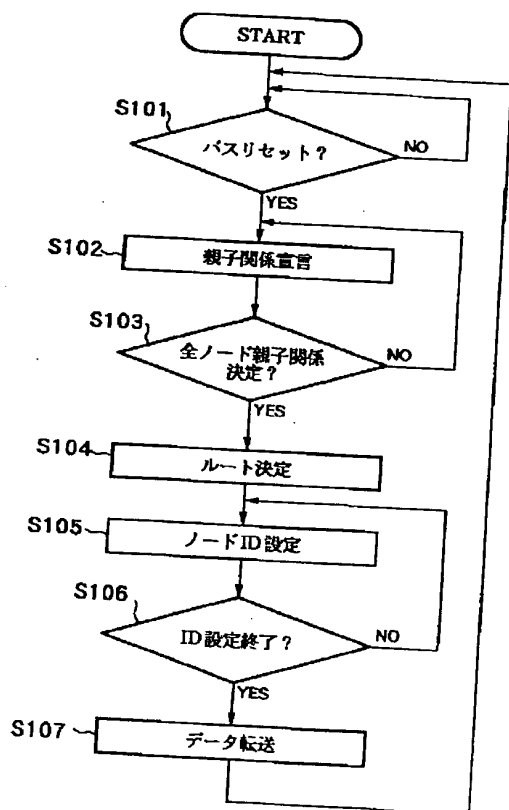 START
S101
バスリセット？
NO
YES
S102
親子関係宣言
S103
全ノード親子関係
決定？
NO
YES
S104
ルート決定
S105
ノードID設定
S106
ID設定終了？
NO
YES
S107
データ転送